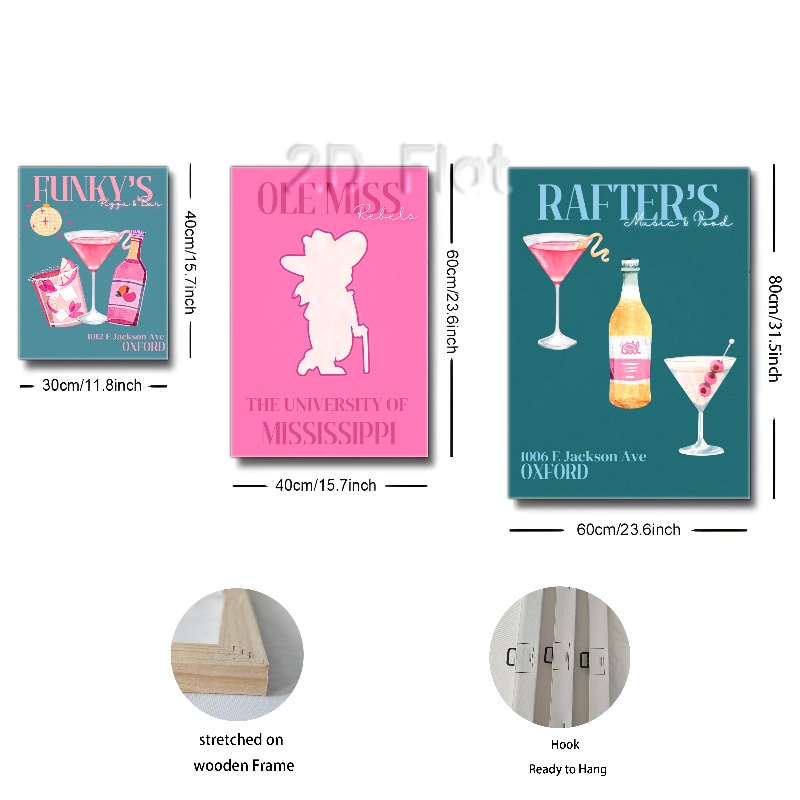 2D Flat
FUNKY'S
Pizza & Bar
1012 E Jackson Ave
OXFORD
40cm/15.7inch
30cm/11.8inch
OLE MISS
Rebels
THE UNIVERSITY OF
MISSISSIPPI
60cm/23.6inch
40cm/15.7inch
RAFTER'S
Music & Food
1006 E Jackson Ave
OXFORD
80cm/31.5inch
60cm/23.6inch
stretched on
wooden Frame
Hook
Ready to Hang